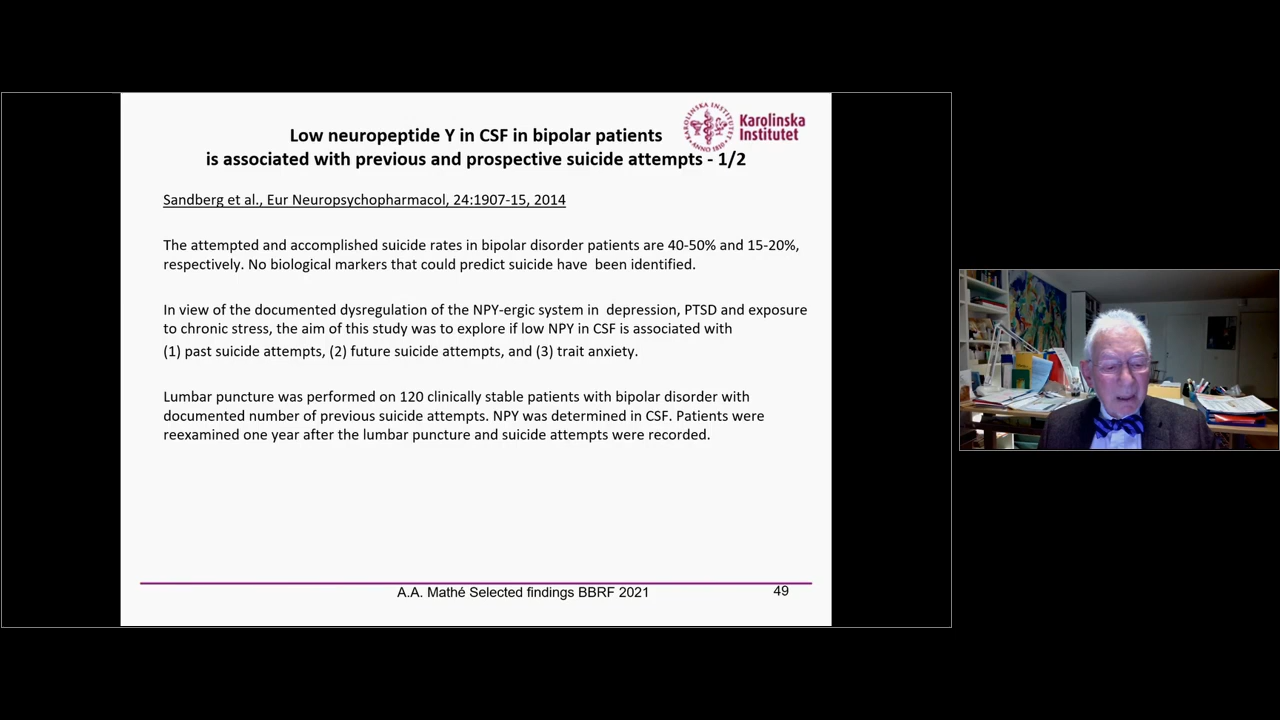 Low neuropeptide Y in CSF in bipolar patients
is associated with previous and prospective suicide attempts - 1/2
KAROLINSKA INSTITUTET
ANNO 1810
Karolinska
Institutet
Sandberg et al., Eur Neuropsychopharmacol, 24:1907-15, 2014
The attempted and accomplished suicide rates in bipolar disorder patients are 40-50% and 15-20%,
respectively. No biological markers that could predict suicide have been identified.
In view of the documented dysregulation of the NPY-ergic system in depression, PTSD and exposure
to chronic stress, the aim of this study was to explore if low NPY in CSF is associated with
(1) past suicide attempts, (2) future suicide attempts, and (3) trait anxiety.
Lumbar puncture was performed on 120 clinically stable patients with bipolar disorder with
documented number of previous suicide attempts. NPY was determined in CSF. Patients were
reexamined one year after the lumbar puncture and suicide attempts were recorded.
A.A. Mathé Selected findings BBRF 2021
49